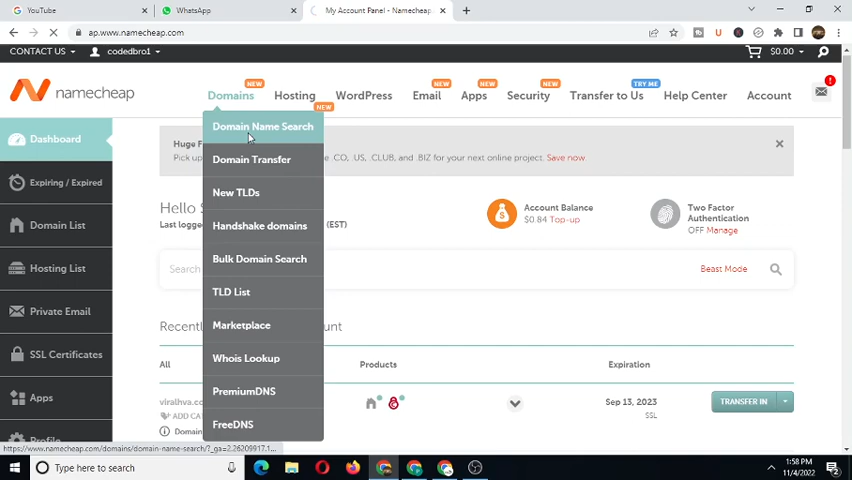 YouTube
WhatsApp
My Account Panel - Namecheap
ap.www.namecheap.com
CONTACT US
codedbro1
$0.00
namecheap
Domains
NEW
Hosting
NEW
WordPress
Email
NEW
Apps
NEW
Security
NEW
Transfer to Us
TRY ME
Help Center
Account
Dashboard
Expiring / Expired
Domain List
Hosting List
Private Email
SSL Certificates
Apps
Profile
Domain Name Search
Domain Transfer
New TLDs
Handshake domains
Bulk Domain Search
TLD List
Marketplace
Whois Lookup
PremiumDNS
FreeDNS
Huge F
Pick up
.CO, .US, .CLUB, and .BIZ for your next online project. Save now.
Hello S
Last logge
(EST)
Account Balance
$0.84 Top-up
Two Factor
Authentication
OFF Manage
Search
Beast Mode
Recentl
unt
All
Products
Expiration
viralhva.c
ADD CA
Domain
Sep 13, 2023
SSL
TRANSFER IN
https://www.namecheap.com/domains/domain-name-search/?_ga=2.26209917.1...
Type here to search
1:58 PM
11/4/2022